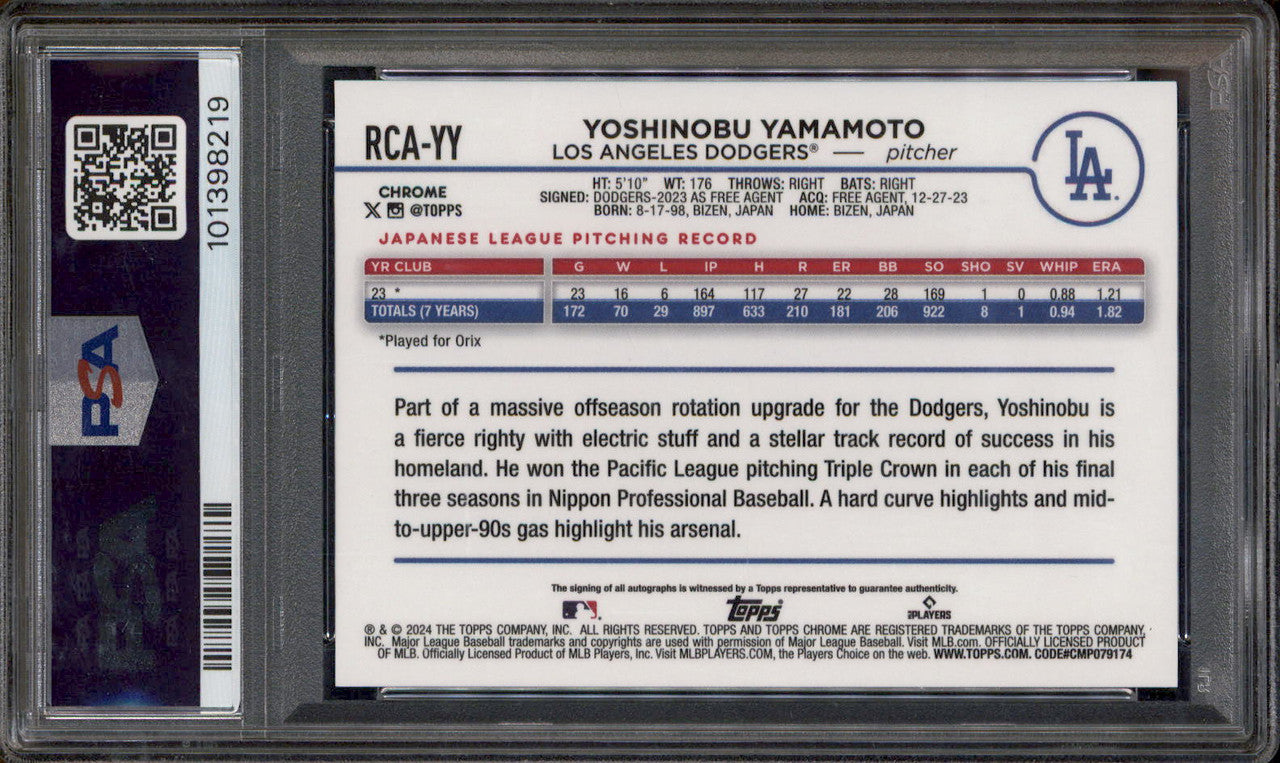 101398219
PSA
RCA-YY
YOSHINOBU YAMAMOTO
LOS ANGELES DODGERS® — pitcher
LA
CHROME
@TOPPS
HT: 5'10" WT: 176 THROWS: RIGHT BATS: RIGHT
SIGNED: DODGERS-2023 AS FREE AGENT ACQ: FREE AGENT, 12-27-23
BORN: 8-17-98, BIZEN, JAPAN HOME: BIZEN, JAPAN
JAPANESE LEAGUE PITCHING RECORD
YR CLUB G W L IP H R ER BB SO SHO SV WHIP ERA
23 * 23 16 6 164 117 27 22 28 169 1 0 0.88 1.21
TOTALS (7 YEARS) 172 70 29 897 633 210 181 206 922 8 1 0.94 1.82
*Played for Orix
Part of a massive offseason rotation upgrade for the Dodgers, Yoshinobu is
a fierce righty with electric stuff and a stellar track record of success in his
homeland. He won the Pacific League pitching Triple Crown in each of his final
three seasons in Nippon Professional Baseball. A hard curve highlights and mid-
to-upper-90s gas highlight his arsenal.
The signing of all autographs is witnessed by a Topps representative to guarantee authenticity.
Topps
PLAYERS
® & © 2024 THE TOPPS COMPANY, INC. ALL RIGHTS RESERVED. TOPPS AND TOPPS CHROME ARE REGISTERED TRADEMARKS OF THE TOPPS COMPANY,
INC. Major League Baseball trademarks and copyrights are used with permission of Major League Baseball. Visit MLB.com. OFFICIALLY LICENSED PRODUCT
OF MLB. Officially Licensed Product of MLB Players, Inc. Visit MLBPLAYERS.COM, the Players Choice on the web. WWW.TOPPS.COM. CODE#CMP079174
PSA